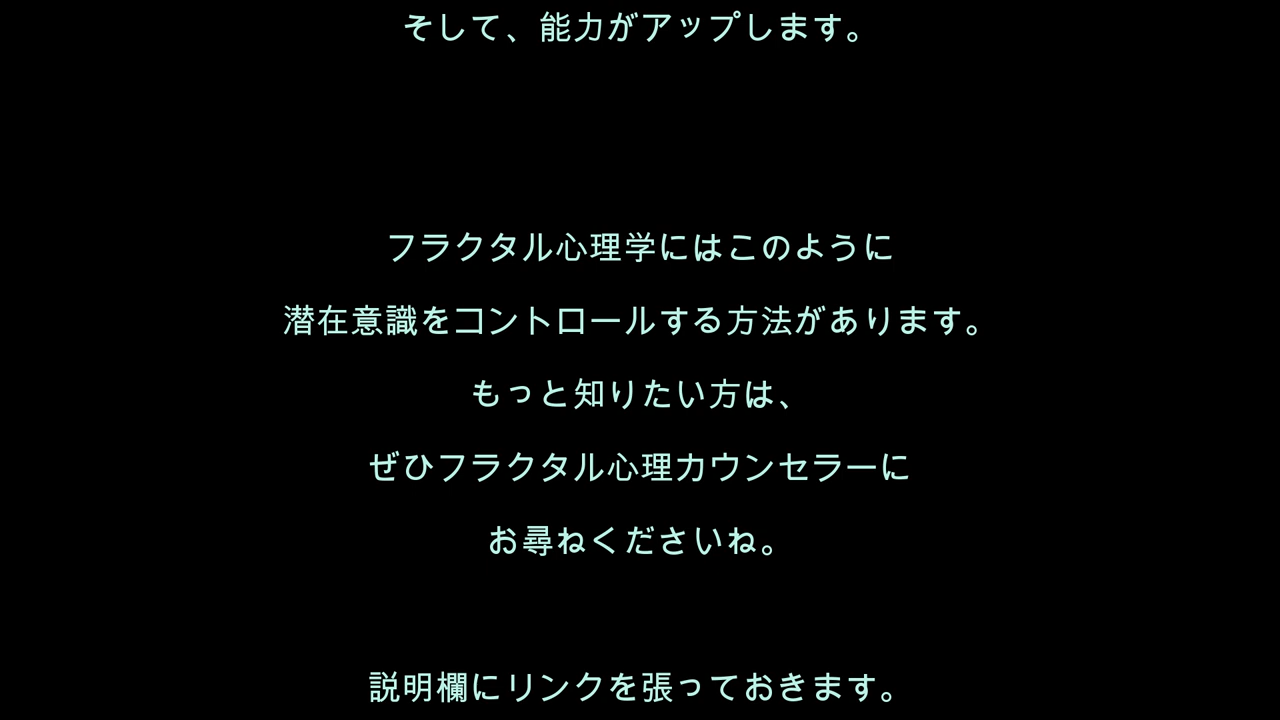 そして、能力がアップします。
フラクタル心理学にはこのように
潜在意識をコントロールする方法があります。
もっと知りたい方は、
ぜひフラクタル心理カウンセラーに
お尋ねくださいね。
説明欄にリンクを張っておきます。